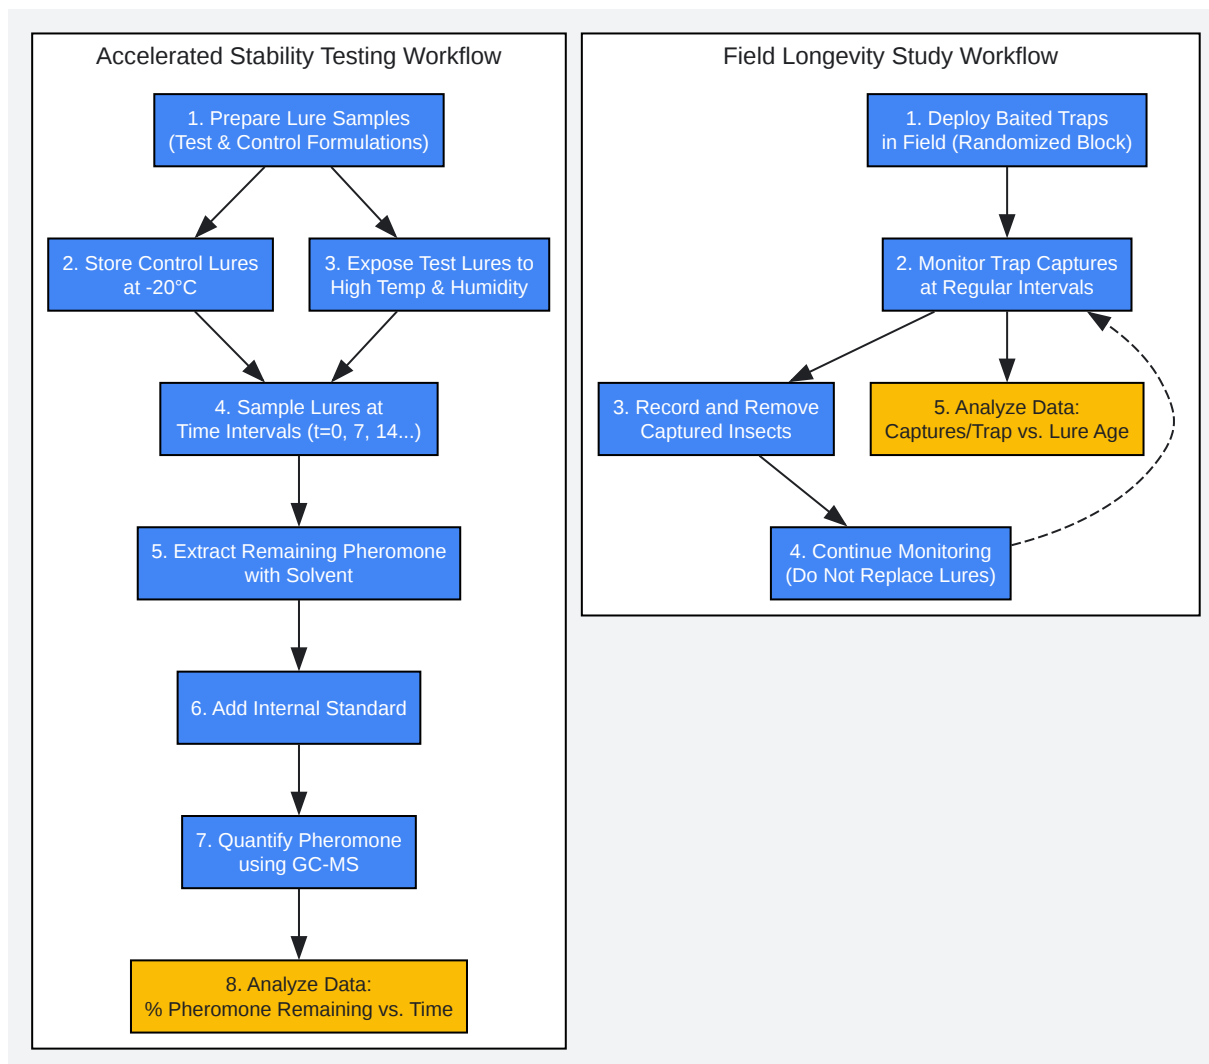 Accelerated Stability Testing Workflow
1. Prepare Lure Samples
(Test & Control Formulations)
2. Store Control Lures
at -20°C
3. Expose Test Lures to
High Temp & Humidity
4. Sample Lures at
Time Intervals (t=0, 7, 14...)
5. Extract Remaining Pheromone
with Solvent
6. Add Internal Standard
7. Quantify Pheromone
using GC-MS
8. Analyze Data:
% Pheromone Remaining vs. Time
Field Longevity Study Workflow
1. Deploy Baited Traps
in Field (Randomized Block)
2. Monitor Trap Captures
at Regular Intervals
3. Record and Remove
Captured Insects
5. Analyze Data:
Captures/Trap vs. Lure Age
4. Continue Monitoring
(Do Not Replace Lures)